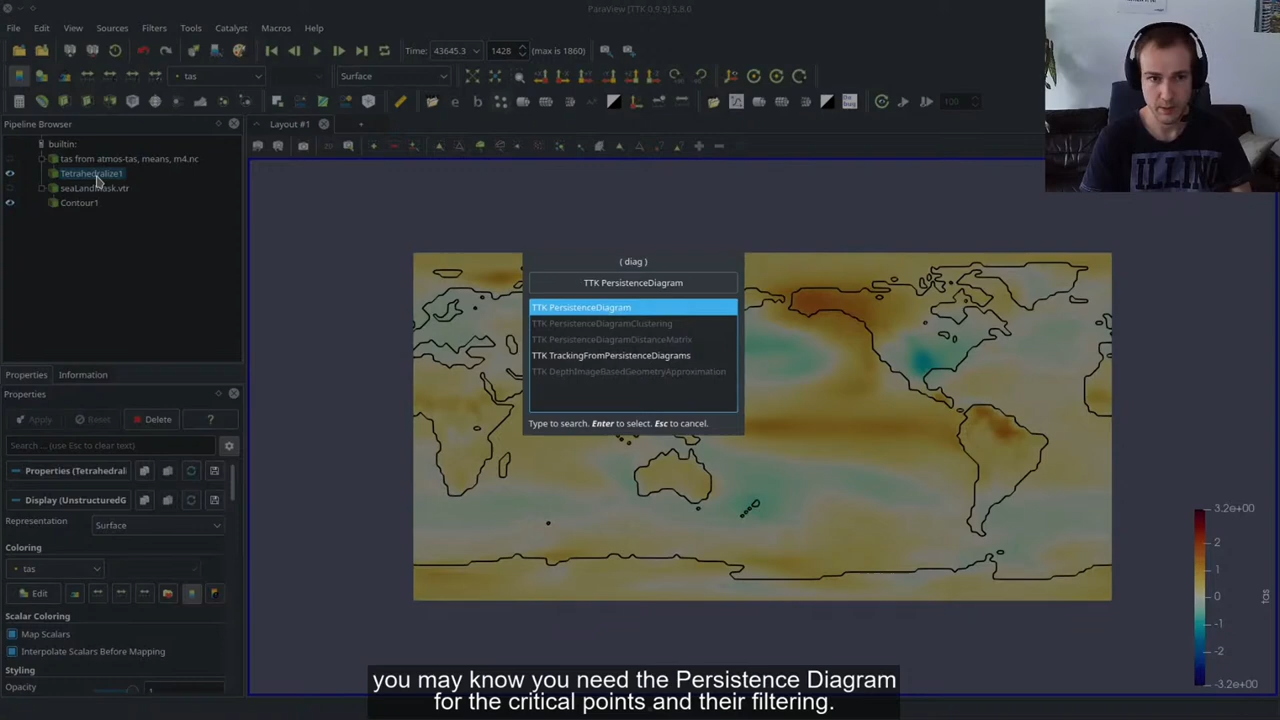 ParaView [TTK 0.9.9] 5.8.6
File Edit View Sources Filters Tools Catalyst Macros Help
Time: 43645.3 1428 (max is 1860)
tas Surface
100
Pipeline Browser
Layout #1
+
builtin:
tas from atmos-tas, means, m4.nc
Tetrahedralize1
Contour1
( diag )
TTK PersistenceDiagram
TTK PersistenceDiagram
TTK PersistenceDiagramClustering
TTK PersistenceDiagramDistanceMatrix
TTK TrackingFromPersistenceDiagrams
TTK DepthImageBasedGeometryApproximation
Type to search. Enter to select. Esc to cancel.
Properties Information
Properties
Apply Reset Delete ?
Search ... (use Esc to clear text)
Properties (Tetrahedrali
Display (UnstructuredG
Representation Surface
Coloring
tas
Edit
Scalar Coloring
Map Scalars
Interpolate Scalars Before Mapping
Styling
Opacity 1
3.2e+00
2
1
0
-1
-2
-3.2e+00
tas
ILLINO
you may know you need the Persistence Diagram
for the critical points and their filtering.